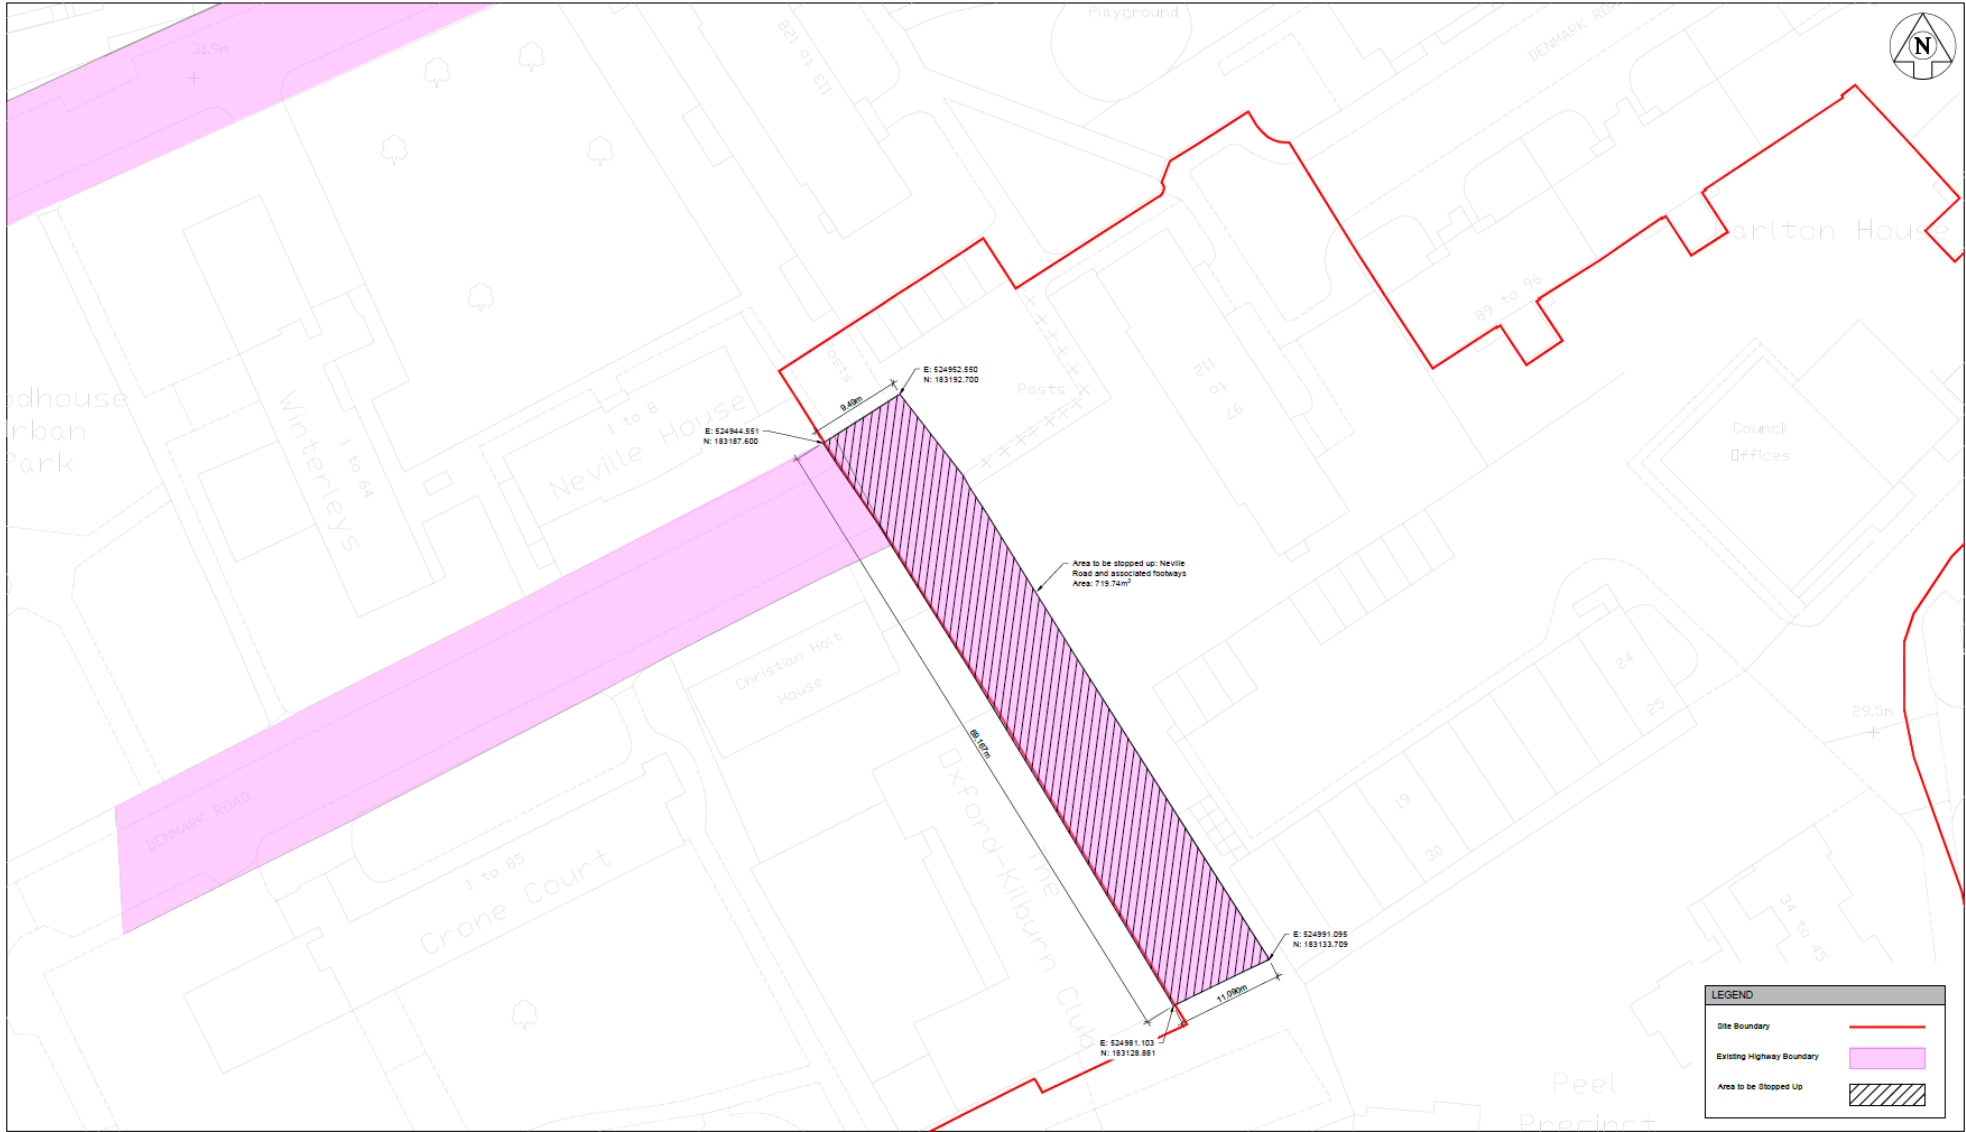 Playground
DENMARK ROAD
N
31.9m
113 to 128
arlton House
89 to 96
Posts
Posts
112
97 to
1 to 8
Neville House
Winterleys
1 to 64
odhouse
rban
Park
E: 524952.550
N: 183192.700
9.49m
E: 524944.551
N: 183187.600
Council
Offices
Area to be stopped up: Neville
Road and associated footways
Area: 719.74m²
Christian Holt
House
24
25
29.5m
69.167m
DENMARK ROAD
19
30
1 to 85
Crone Court
The
Oxford-Kilburn Club
34 to 45
E: 524991.095
N: 183133.709
11.090m
E: 524981.103
N: 183128.881
Peel
Precinct
LEGEND
Site Boundary
Existing Highway Boundary
Area to be Stopped Up